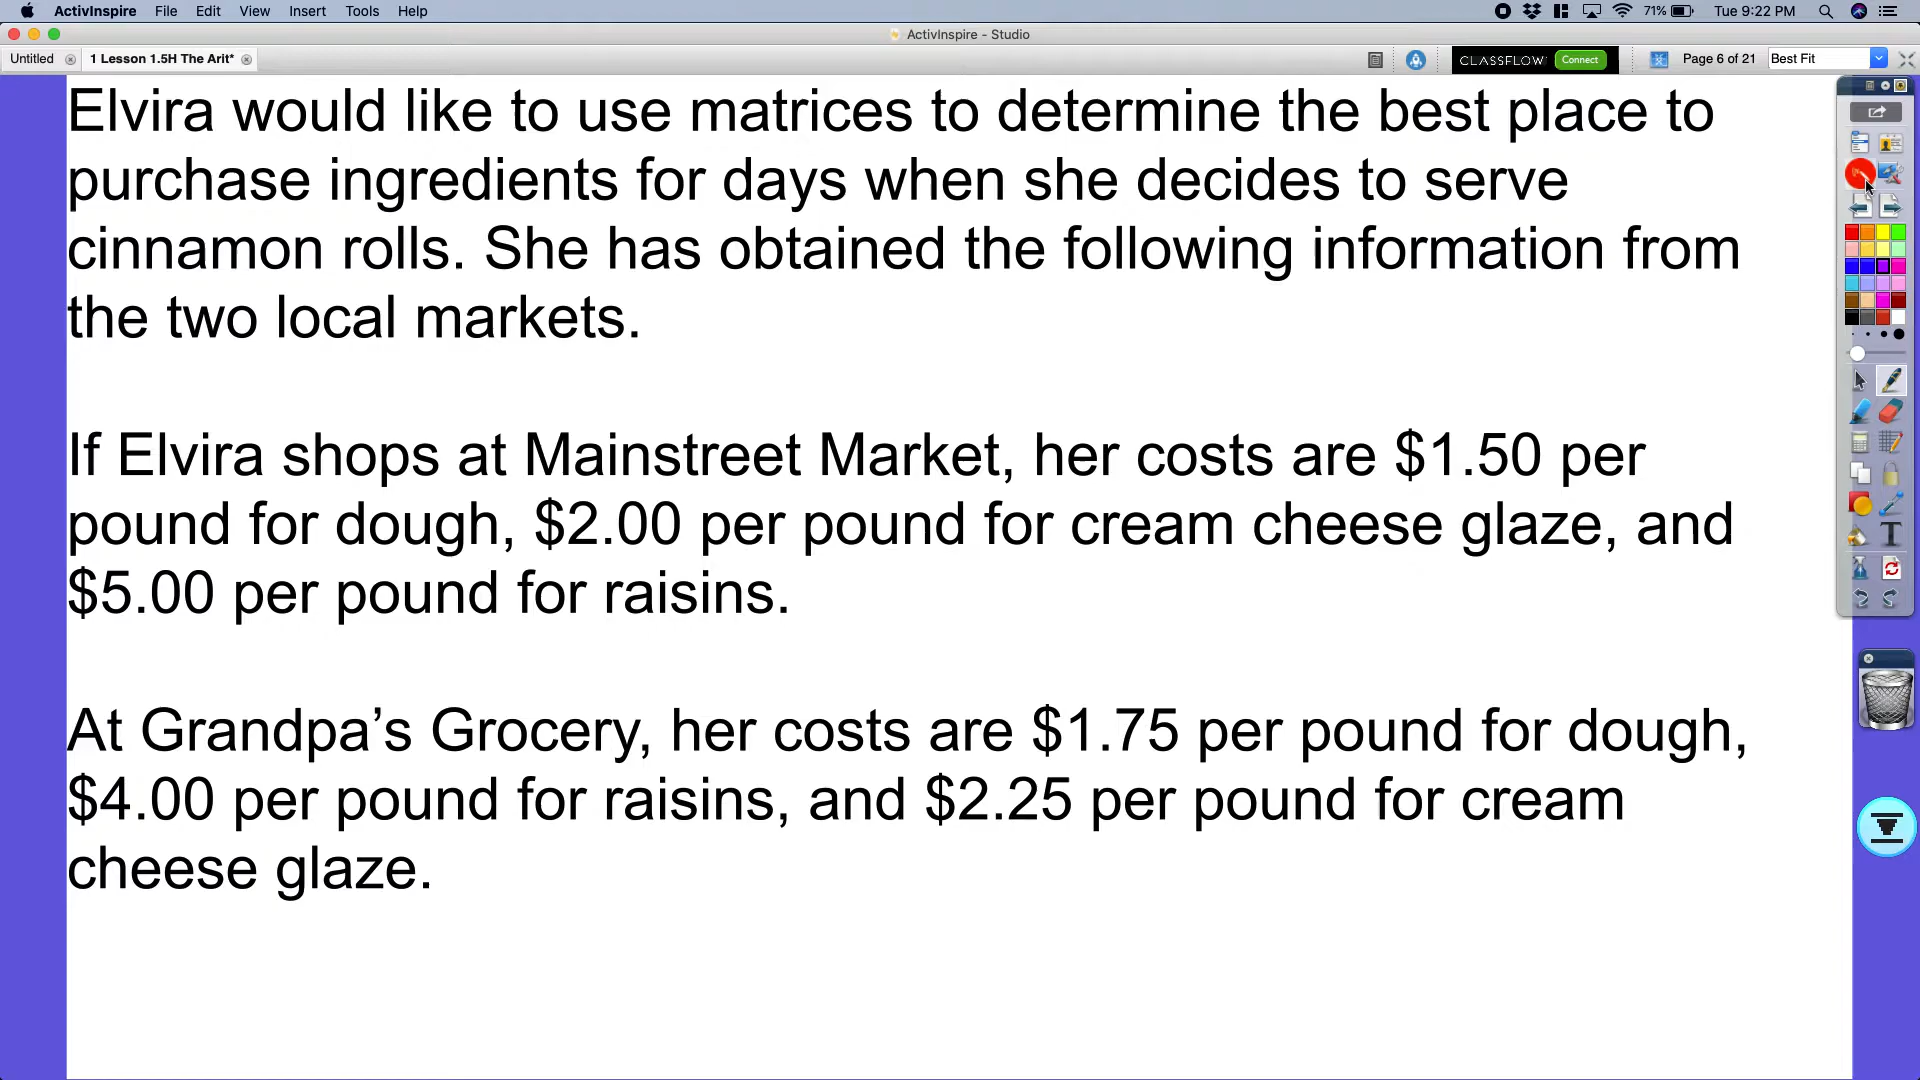 ActivInspire File Edit View Insert Tools Help 71% Tue 9:22 PM
ActivInspire - Studio
Untitled 1 Lesson 1.5H The Arit* CLASSFLOW Connect Page 6 of 21 Best Fit
Elvira would like to use matrices to determine the best place to
purchase ingredients for days when she decides to serve
cinnamon rolls. She has obtained the following information from
the two local markets.
If Elvira shops at Mainstreet Market, her costs are $1.50 per
pound for dough, $2.00 per pound for cream cheese glaze, and
$5.00 per pound for raisins.
At Grandpa’s Grocery, her costs are $1.75 per pound for dough,
$4.00 per pound for raisins, and $2.25 per pound for cream
cheese glaze.